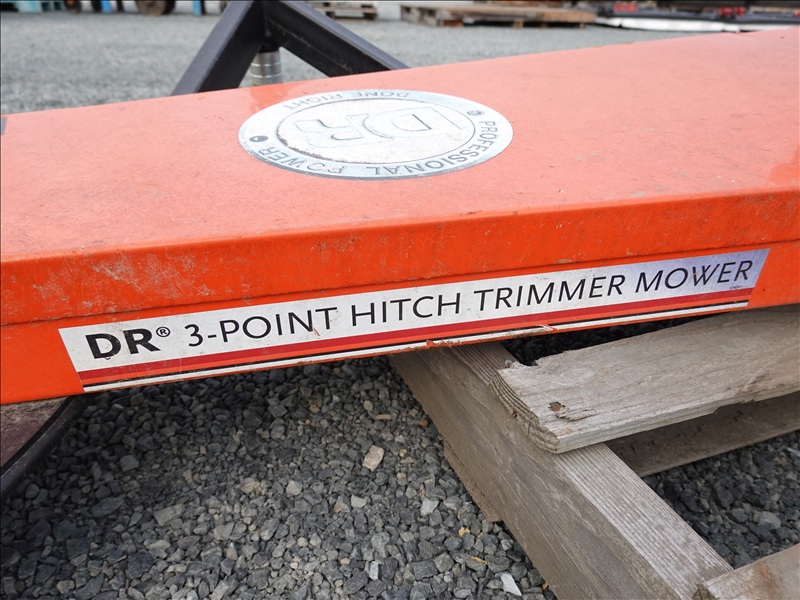 DONE RIGHT
DR
PROFESSIONAL POWER
DR® 3-POINT HITCH TRIMMER MOWER